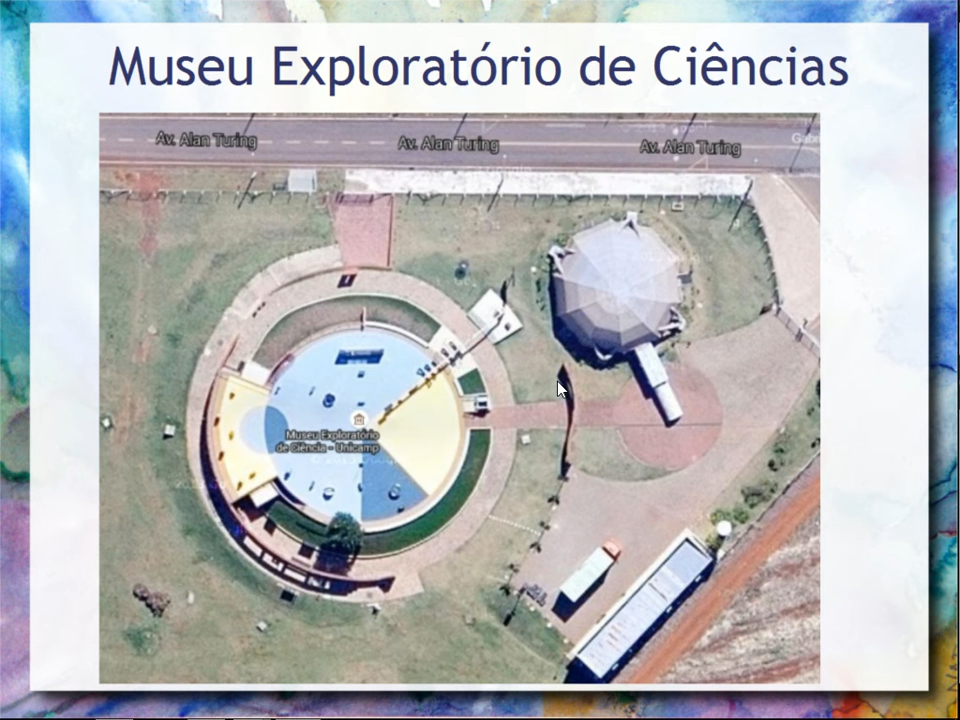 Museu Exploratório de Ciências
Av. Alan Turing
Av. Alan Turing
Av. Alan Turing
Museu Exploratório
de Ciência - Unicamp